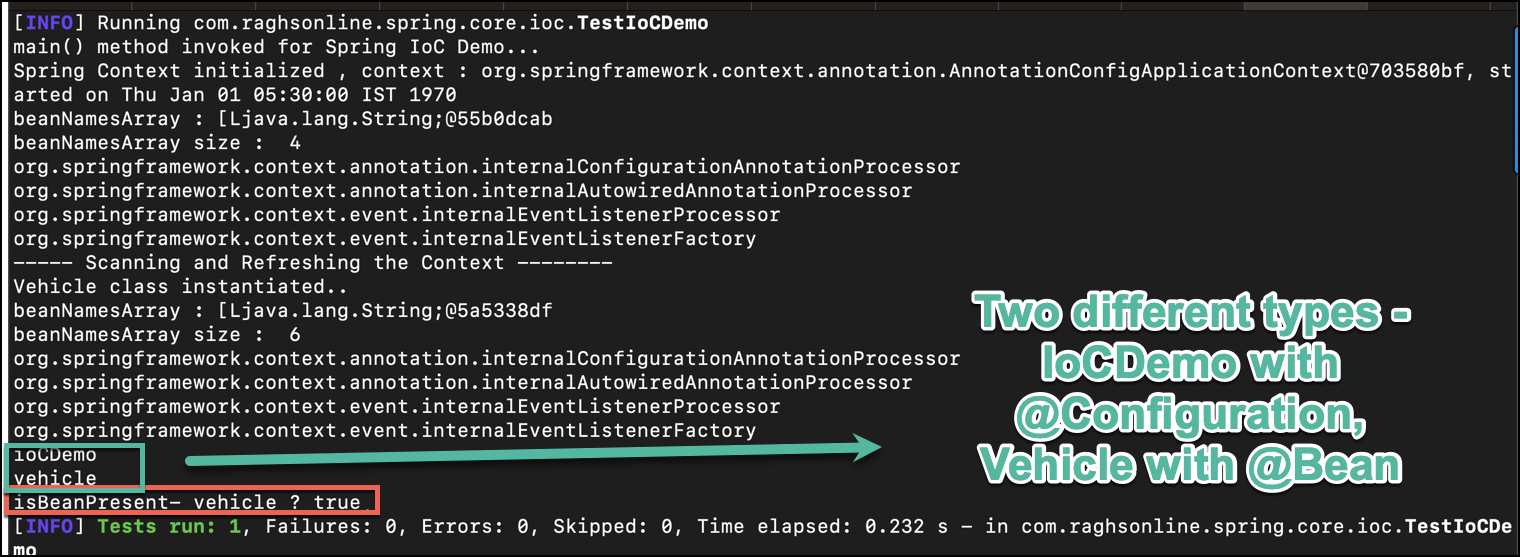 [INFO] Running com.raghsonline.spring.core.ioc.TestIoCDemo
main() method invoked for Spring IoC Demo...
Spring Context initialized , context : org.springframework.context.annotation.AnnotationConfigApplicationContext@703580bf, st
arted on Thu Jan 01 05:30:00 IST 1970
beanNamesArray : [Ljava.lang.String;@55b0dcab
beanNamesArray size :  4
org.springframework.context.annotation.internalConfigurationAnnotationProcessor
org.springframework.context.annotation.internalAutowiredAnnotationProcessor
org.springframework.context.event.internalEventListenerProcessor
org.springframework.context.event.internalEventListenerFactory
----- Scanning and Refreshing the Context --------
Vehicle class instantiated..
beanNamesArray : [Ljava.lang.String;@5a5338df
beanNamesArray size :  6
org.springframework.context.annotation.internalConfigurationAnnotationProcessor
org.springframework.context.annotation.internalAutowiredAnnotationProcessor
org.springframework.context.event.internalEventListenerProcessor
org.springframework.context.event.internalEventListenerFactory
ioCDemo
vehicle
isBeanPresent- vehicle ? true
[INFO] Tests run: 1, Failures: 0, Errors: 0, Skipped: 0, Time elapsed: 0.232 s - in com.raghsonline.spring.core.ioc.TestIoCDe
mo
Two different types -
IoCDemo with
@Configuration,
Vehicle with @Bean